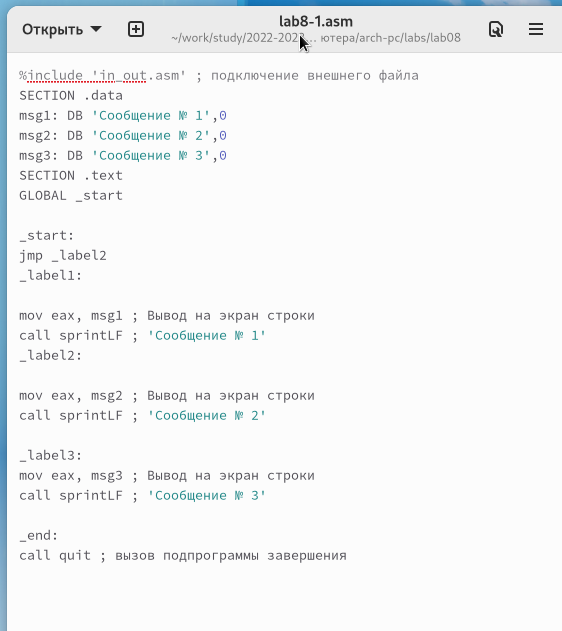 Открыть
lab8-1.asm
~/work/study/2022-202... ютера/arch-pc/labs/lab08
%include 'in_out.asm' ; подключение внешнего файла
SECTION .data
msg1: DB 'Сообщение № 1',0
msg2: DB 'Сообщение № 2',0
msg3: DB 'Сообщение № 3',0
SECTION .text
GLOBAL _start
_start:
jmp _label2
_label1:
mov eax, msg1 ; Вывод на экран строки
call sprintLF ; 'Сообщение № 1'
_label2:
mov eax, msg2 ; Вывод на экран строки
call sprintLF ; 'Сообщение № 2'
_label3:
mov eax, msg3 ; Вывод на экран строки
call sprintLF ; 'Сообщение № 3'
_end:
call quit ; вызов подпрограммы завершения